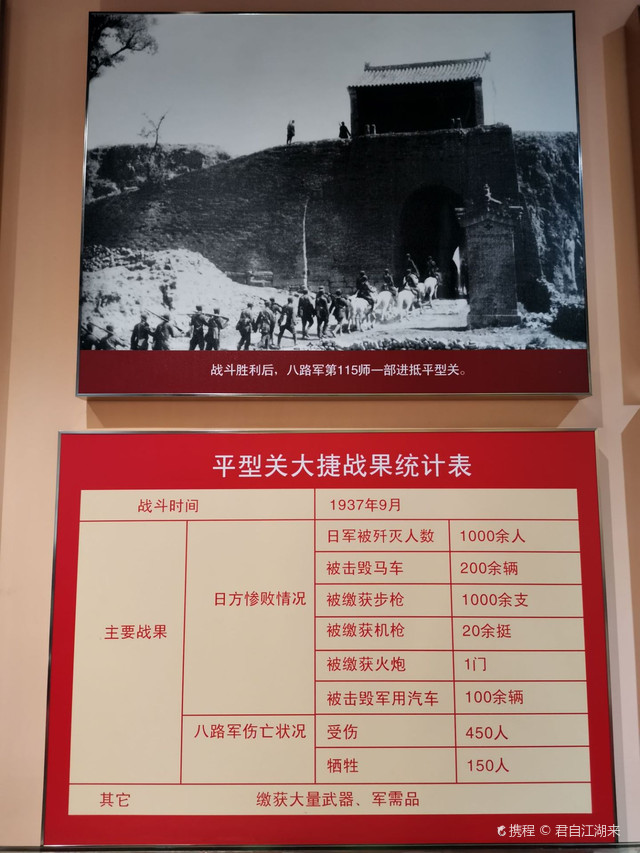 战斗胜利后，八路军第115师一部进抵平型关。
平型关大捷战果统计表
战斗时间 1937年9月
主要战果 日方惨败情况 日军被歼灭人数 1000余人
被击毁马车 200余辆
被缴获步枪 1000余支
被缴获机枪 20余挺
被缴获火炮 1门
被击毁军用汽车 100余辆
八路军伤亡状况 受伤 450人
牺牲 150人
其它 缴获大量武器、军需品
携程 © 君自江湖来